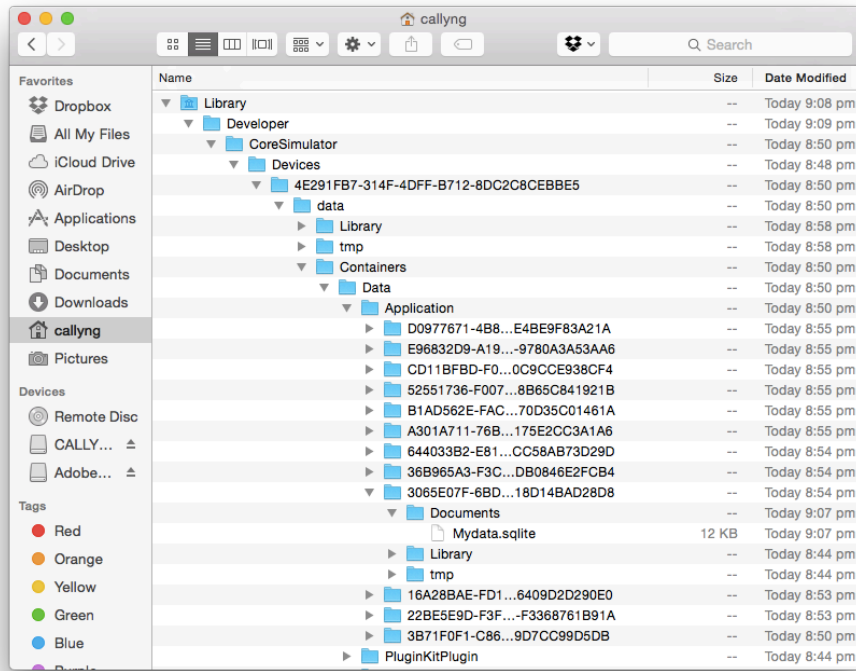 callyng
Search
Favorites
Dropbox
All My Files
iCloud Drive
AirDrop
Applications
Desktop
Documents
Downloads
callyng
Pictures
Devices
Remote Disc
CALLY...
Adobe...
Tags
Red
Orange
Yellow
Green
Blue
Name Size Date Modified
Library -- Today 9:08 pm
Developer -- Today 9:09 pm
CoreSimulator -- Today 8:50 pm
Devices -- Today 8:48 pm
4E291FB7-314F-4DFF-B712-8DC2C8CEBBE5 -- Today 8:50 pm
data -- Today 8:50 pm
Library -- Today 8:58 pm
tmp -- Today 8:58 pm
Containers -- Today 8:50 pm
Data -- Today 8:50 pm
Application -- Today 8:50 pm
D0977671-4B8...E4BE9F83A21A -- Today 8:55 pm
E96832D9-A19...-9780A3A53AA6 -- Today 8:55 pm
CD11BFBD-F0...0C9CCE938CF4 -- Today 8:55 pm
52551736-F007...8B65C841921B -- Today 8:55 pm
B1AD562E-FAC...70D35C01461A -- Today 8:55 pm
A301A711-76B...175E2CC3A1A6 -- Today 8:55 pm
644033B2-E81...CC58AB73D29D -- Today 8:54 pm
36B965A3-F3C...DB0846E2FCB4 -- Today 8:54 pm
3065E07F-6BD...18D14BAD28D8 -- Today 8:54 pm
Documents -- Today 9:07 pm
Mydata.sqlite 12 KB Today 9:07 pm
Library -- Today 8:44 pm
tmp -- Today 8:44 pm
16A28BAE-FD1...6409D2D290E0 -- Today 8:53 pm
22BE5E9D-F3F...-F3368761B91A -- Today 8:53 pm
3B71F0F1-C86...9D7CC99D5DB -- Today 8:50 pm
PluginKitPlugin -- Today 8:44 pm